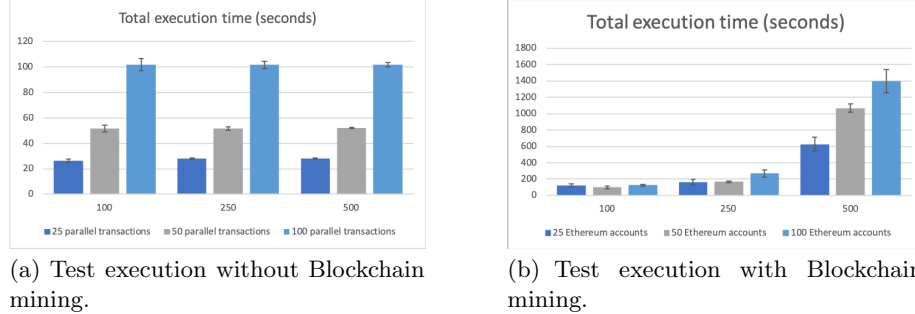 Total execution time (seconds)
120
100
80
60
40
20
0
100 250 500
25 parallel transactions 50 parallel transactions 100 parallel transactions
(a) Test execution without Blockchain
mining.
Total execution time (seconds)
1800
1600
1400
1200
1000
800
600
400
200
0
100 250 500
25 Ethereum accounts 50 Ethereum accounts 100 Ethereum accounts
(b) Test execution with Blockchain
mining.